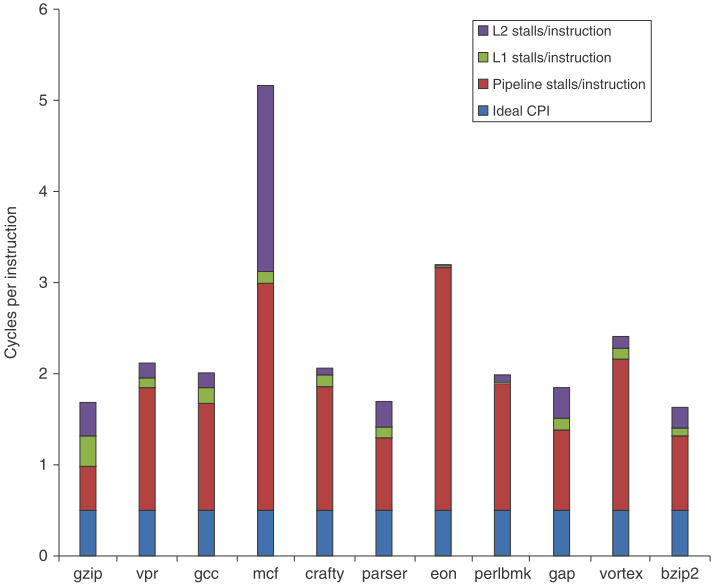 6
L2 stalls/instruction
L1 stalls/instruction
Pipeline stalls/instruction
Ideal CPI
5
4
Cycles per instruction
3
2
1
0
gzip vpr gcc mcf crafty parser eon perlbmk gap vortex bzip2